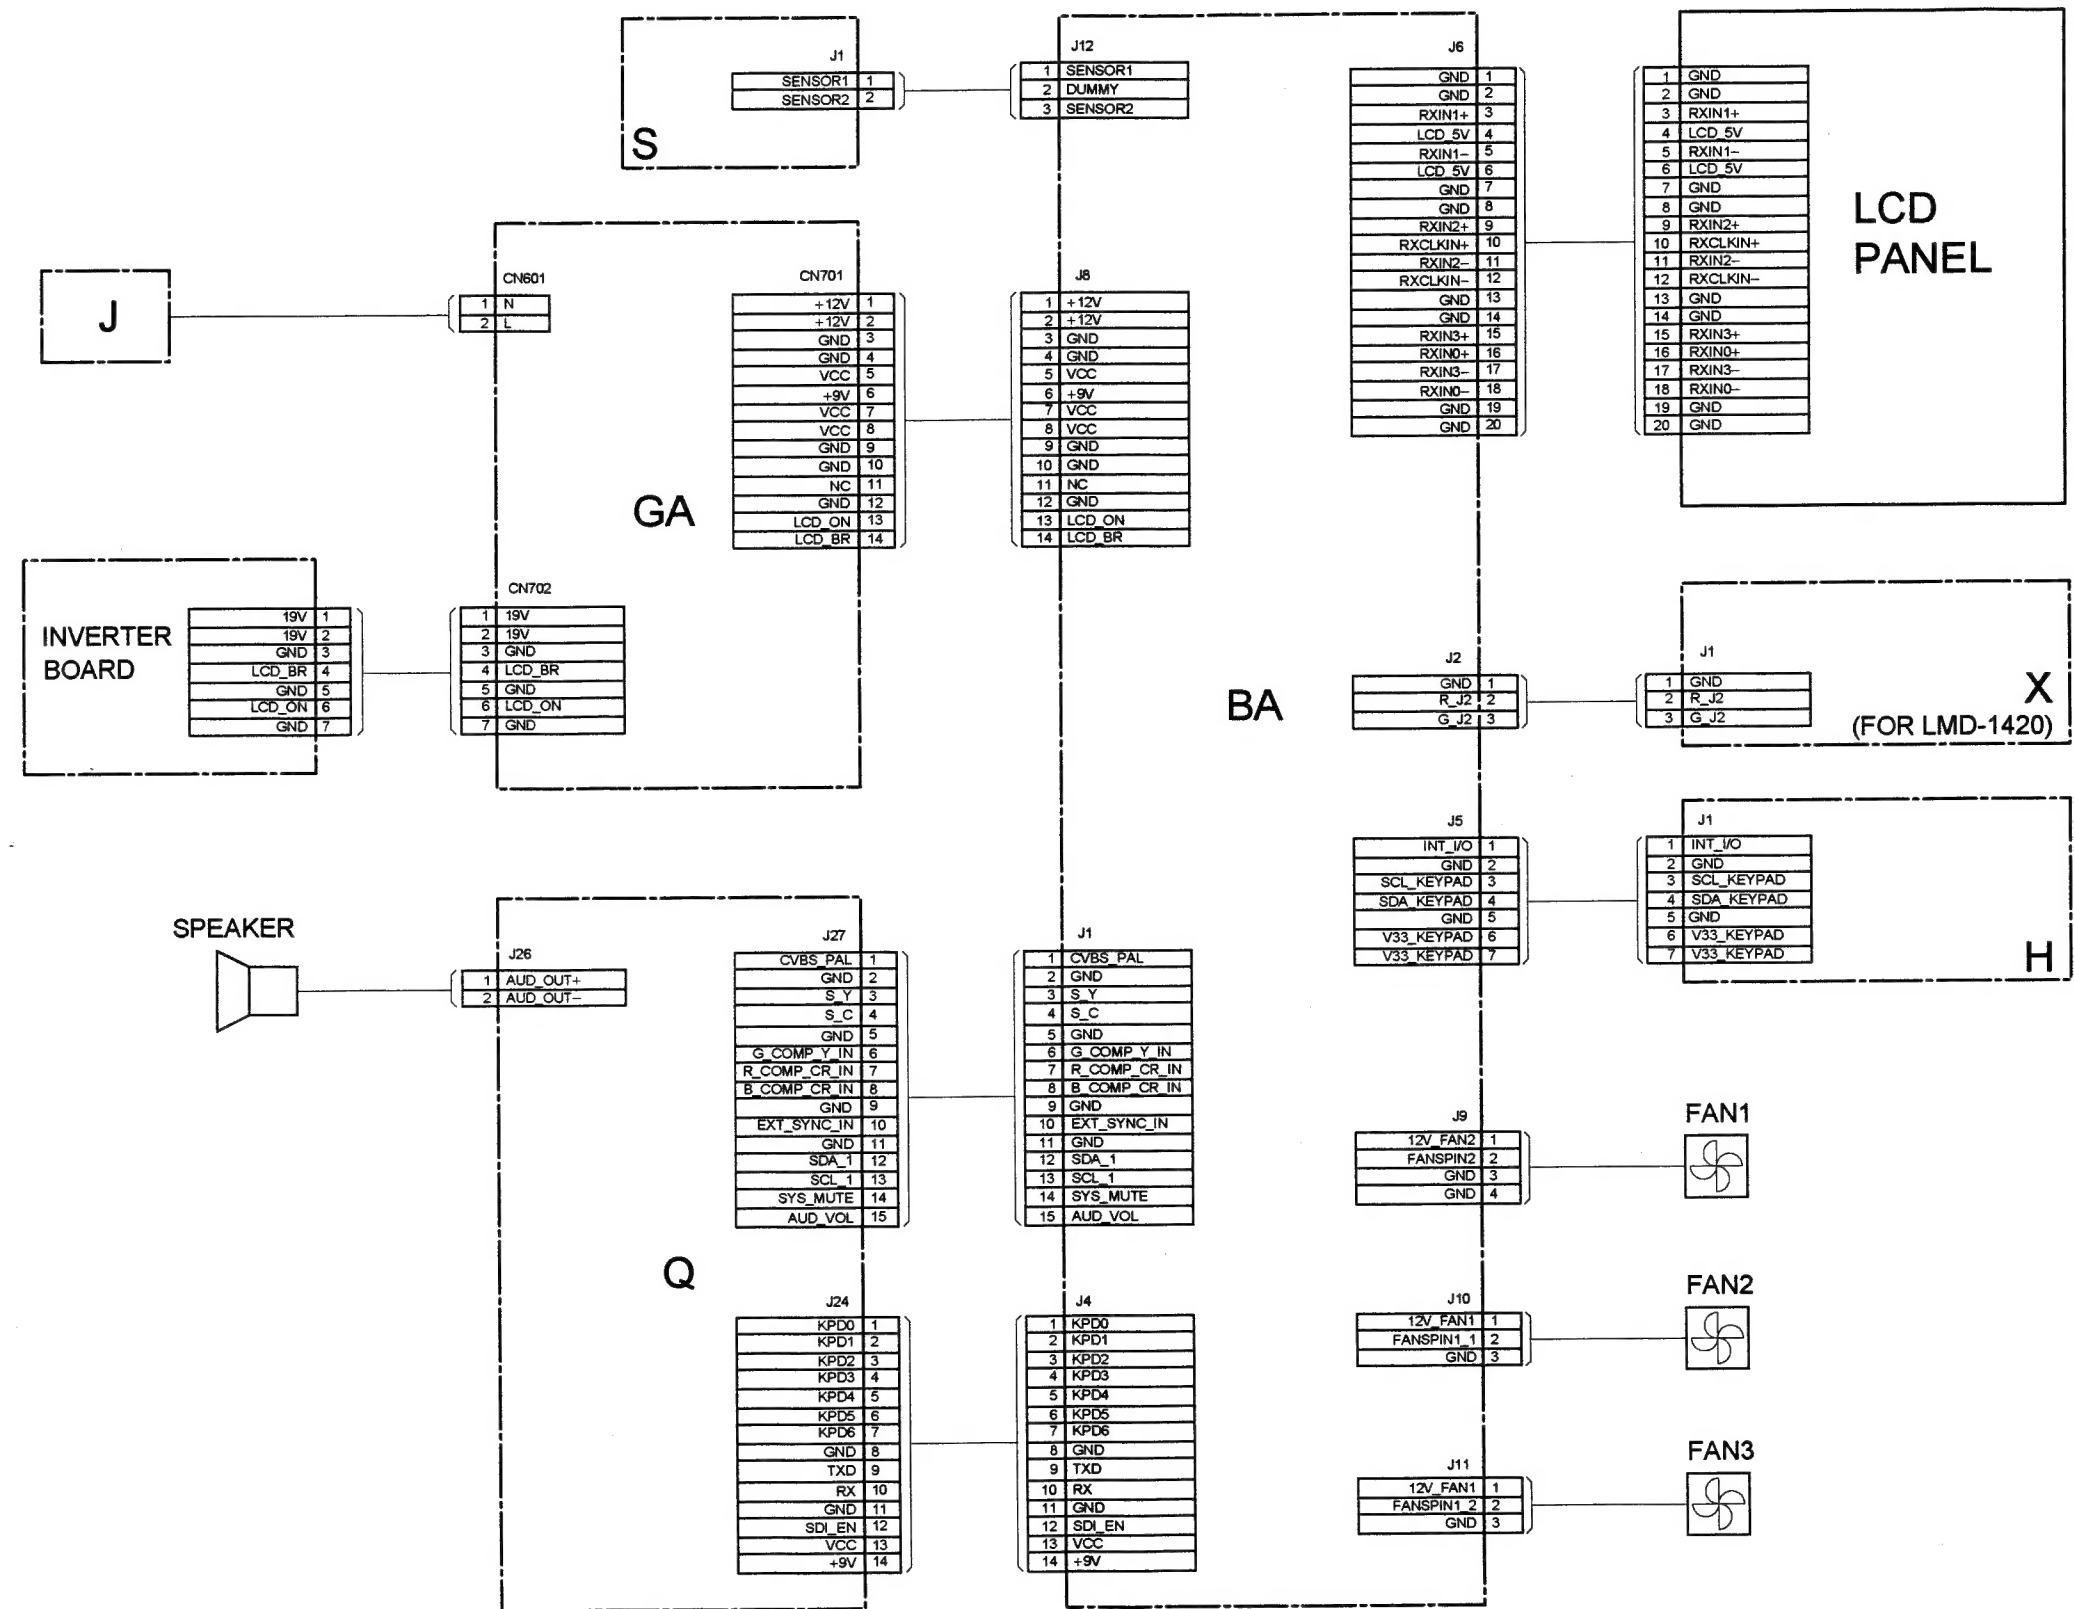 J1
SENSOR1 1
SENSOR2 2
S
J12
1 SENSOR1
2 DUMMY
3 SENSOR2
J6
GND 1
GND 2
RXIN1+ 3
LCD_5V 4
RXIN1− 5
LCD_5V 6
GND 7
GND 8
RXIN2+ 9
RXCLKIN+ 10
RXIN2− 11
RXCLKIN− 12
GND 13
GND 14
RXIN3+ 15
RXIN0+ 16
RXIN3− 17
RXIN0− 18
GND 19
GND 20
1 GND
2 GND
3 RXIN1+
4 LCD_5V
5 RXIN1−
6 LCD_5V
7 GND
8 GND
9 RXIN2+
10 RXCLKIN+
11 RXIN2−
12 RXCLKIN−
13 GND
14 GND
15 RXIN3+
16 RXIN0+
17 RXIN3−
18 RXIN0−
19 GND
20 GND
LCD
PANEL
J
CN601
1 N
2 L
CN701
+12V 1
+12V 2
GND 3
GND 4
VCC 5
+9V 6
VCC 7
VCC 8
GND 9
GND 10
NC 11
GND 12
LCD_ON 13
LCD_BR 14
GA
J8
1 +12V
2 +12V
3 GND
4 GND
5 VCC
6 +9V
7 VCC
8 VCC
9 GND
10 GND
11 NC
12 GND
13 LCD_ON
14 LCD_BR
INVERTER
BOARD
19V 1
19V 2
GND 3
LCD_BR 4
GND 5
LCD_ON 6
GND 7
CN702
1 19V
2 19V
3 GND
4 LCD_BR
5 GND
6 LCD_ON
7 GND
BA
J2
GND 1
R_J2 2
G_J2 3
J1
1 GND
2 R_J2
3 G_J2
X
(FOR LMD-1420)
J5
INT_I/O 1
GND 2
SCL_KEYPAD 3
SDA_KEYPAD 4
GND 5
V33_KEYPAD 6
V33_KEYPAD 7
J1
1 INT_I/O
2 GND
3 SCL_KEYPAD
4 SDA_KEYPAD
5 GND
6 V33_KEYPAD
7 V33_KEYPAD
H
SPEAKER
J26
1 AUD_OUT+
2 AUD_OUT−
J27
CVBS_PAL 1
GND 2
S_Y 3
S_C 4
GND 5
G_COMP_Y_IN 6
R_COMP_CR_IN 7
B_COMP_CR_IN 8
GND 9
EXT_SYNC_IN 10
GND 11
SDA_1 12
SCL_1 13
SYS_MUTE 14
AUD_VOL 15
J1
1 CVBS_PAL
2 GND
3 S_Y
4 S_C
5 GND
6 G_COMP_Y_IN
7 R_COMP_CR_IN
8 B_COMP_CR_IN
9 GND
10 EXT_SYNC_IN
11 GND
12 SDA_1
13 SCL_1
14 SYS_MUTE
15 AUD_VOL
Q
J24
KPD0 1
KPD1 2
KPD2 3
KPD3 4
KPD4 5
KPD5 6
KPD6 7
GND 8
TXD 9
RX 10
GND 11
SDI_EN 12
VCC 13
+9V 14
J4
1 KPD0
2 KPD1
3 KPD2
4 KPD3
5 KPD4
6 KPD5
7 KPD6
8 GND
9 TXD
10 RX
11 GND
12 SDI_EN
13 VCC
14 +9V
J9
12V_FAN2 1
FANSPIN2 2
GND 3
GND 4
FAN1
J10
12V_FAN1 1
FANSPIN1_1 2
GND 3
FAN2
J11
12V_FAN1 1
FANSPIN1_2 2
GND 3
FAN3